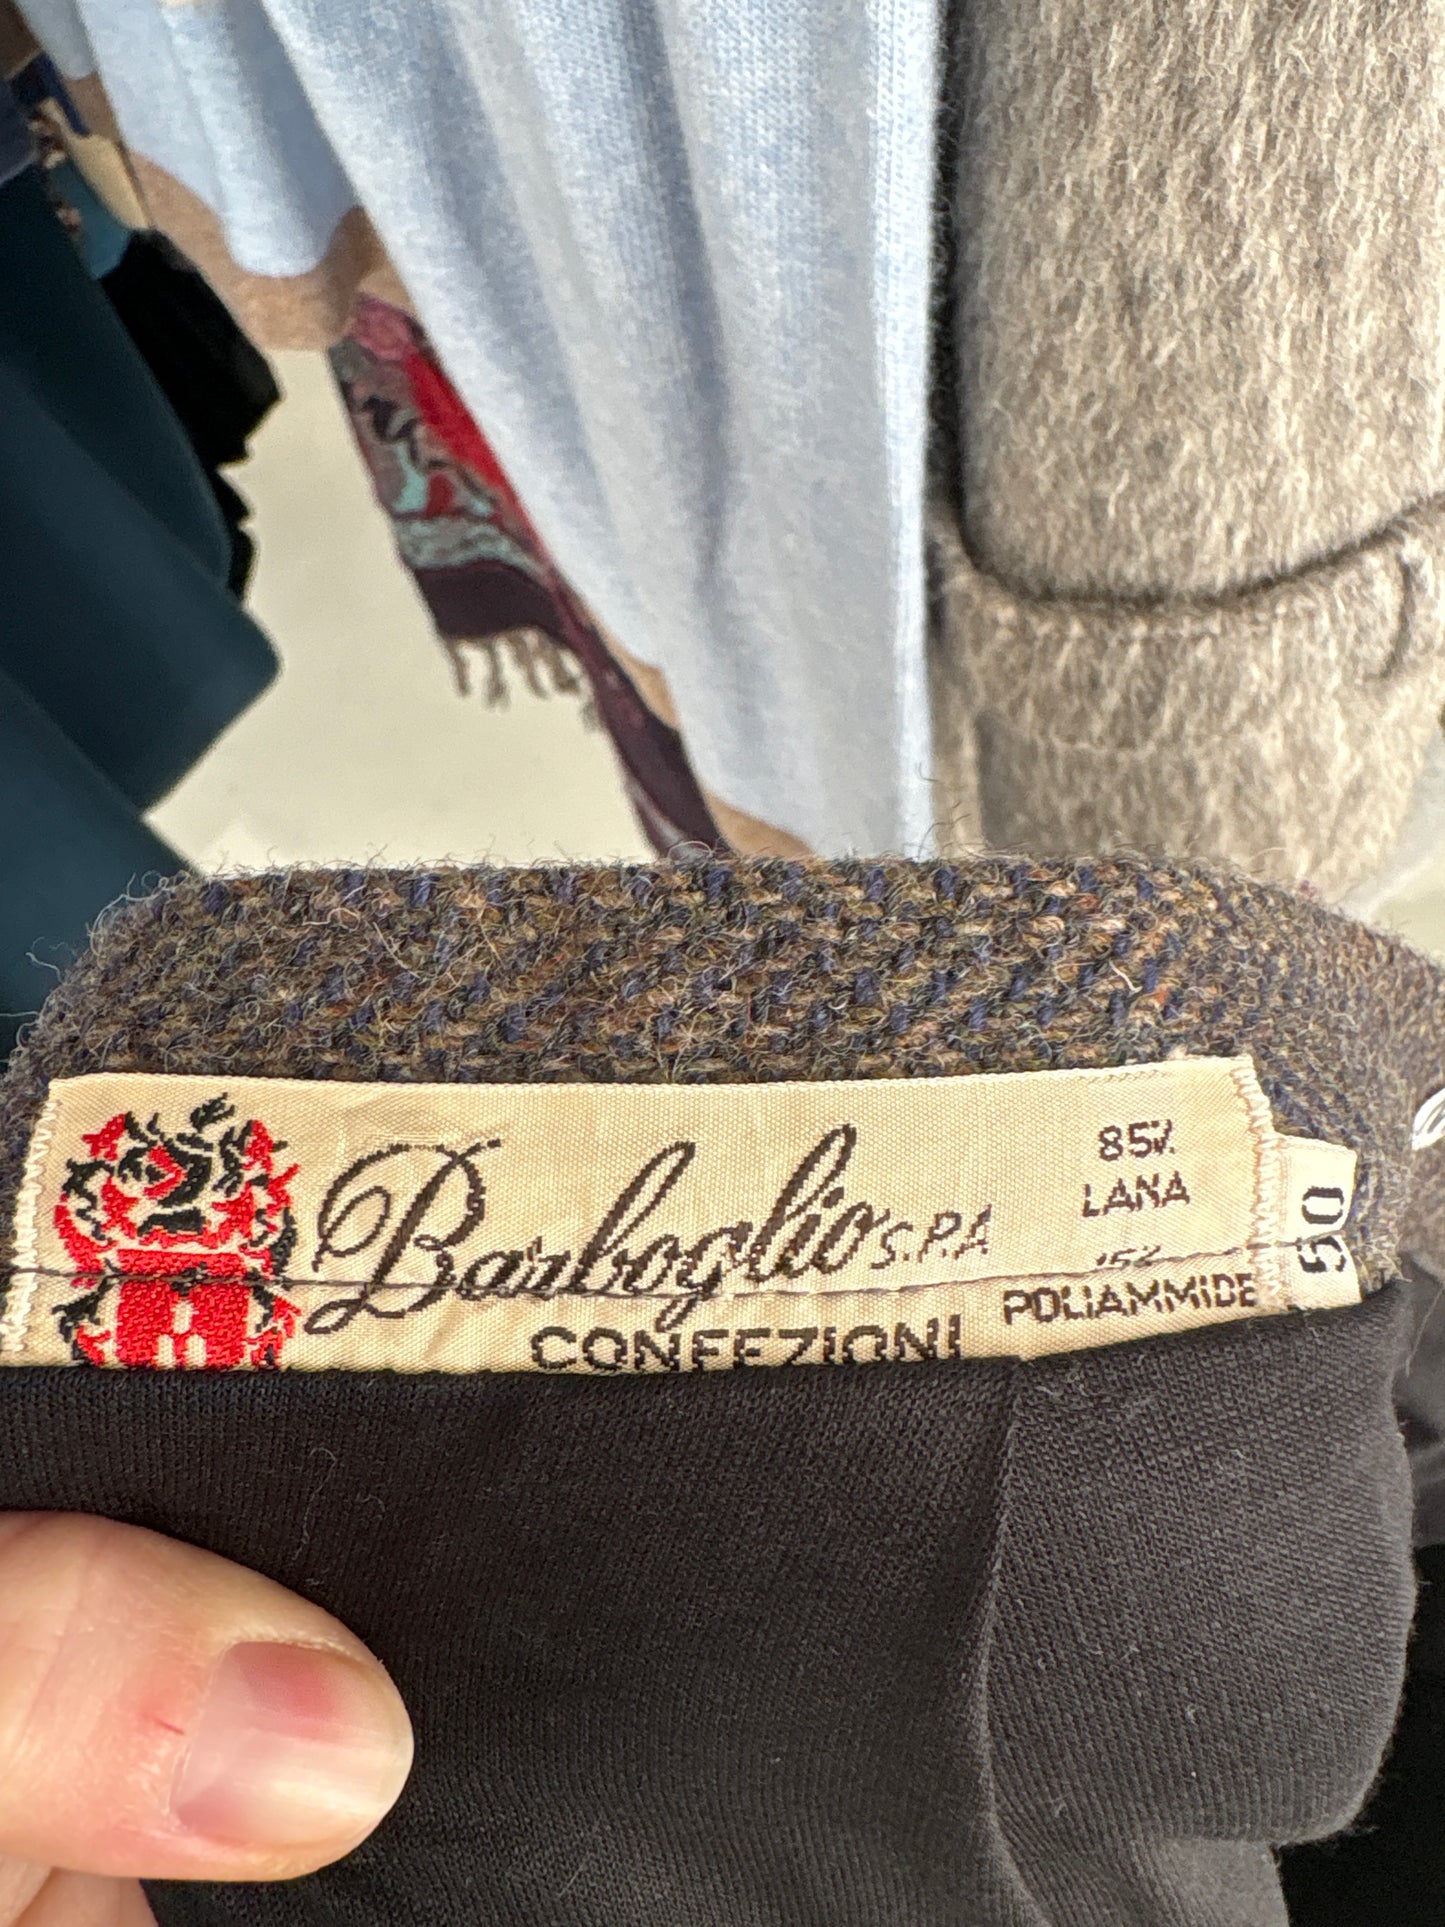 Barboglio S.P.A
CONFEZIONI
85%
LANA
15%
POLIAMMIDE
50